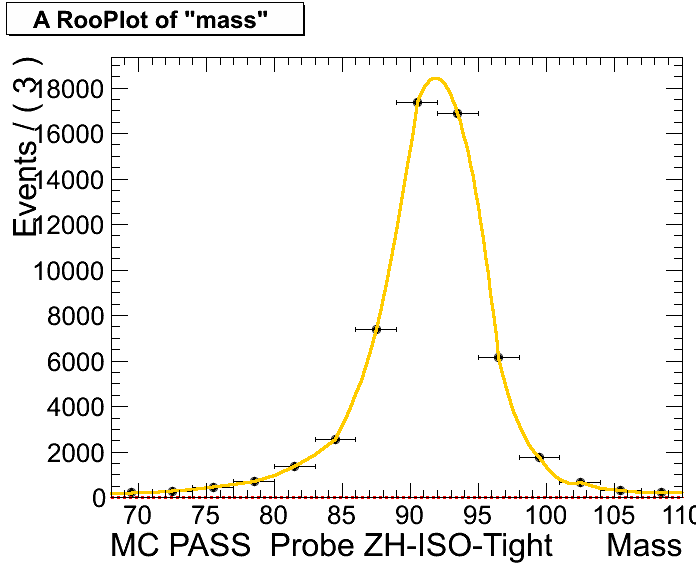 A RooPlot of "mass"
Events / ( 3 )
18000
16000
14000
12000
10000
8000
6000
4000
2000
0
70 75 80 85 90 95 100 105 110
MC PASS Probe ZH-ISO-Tight Mass